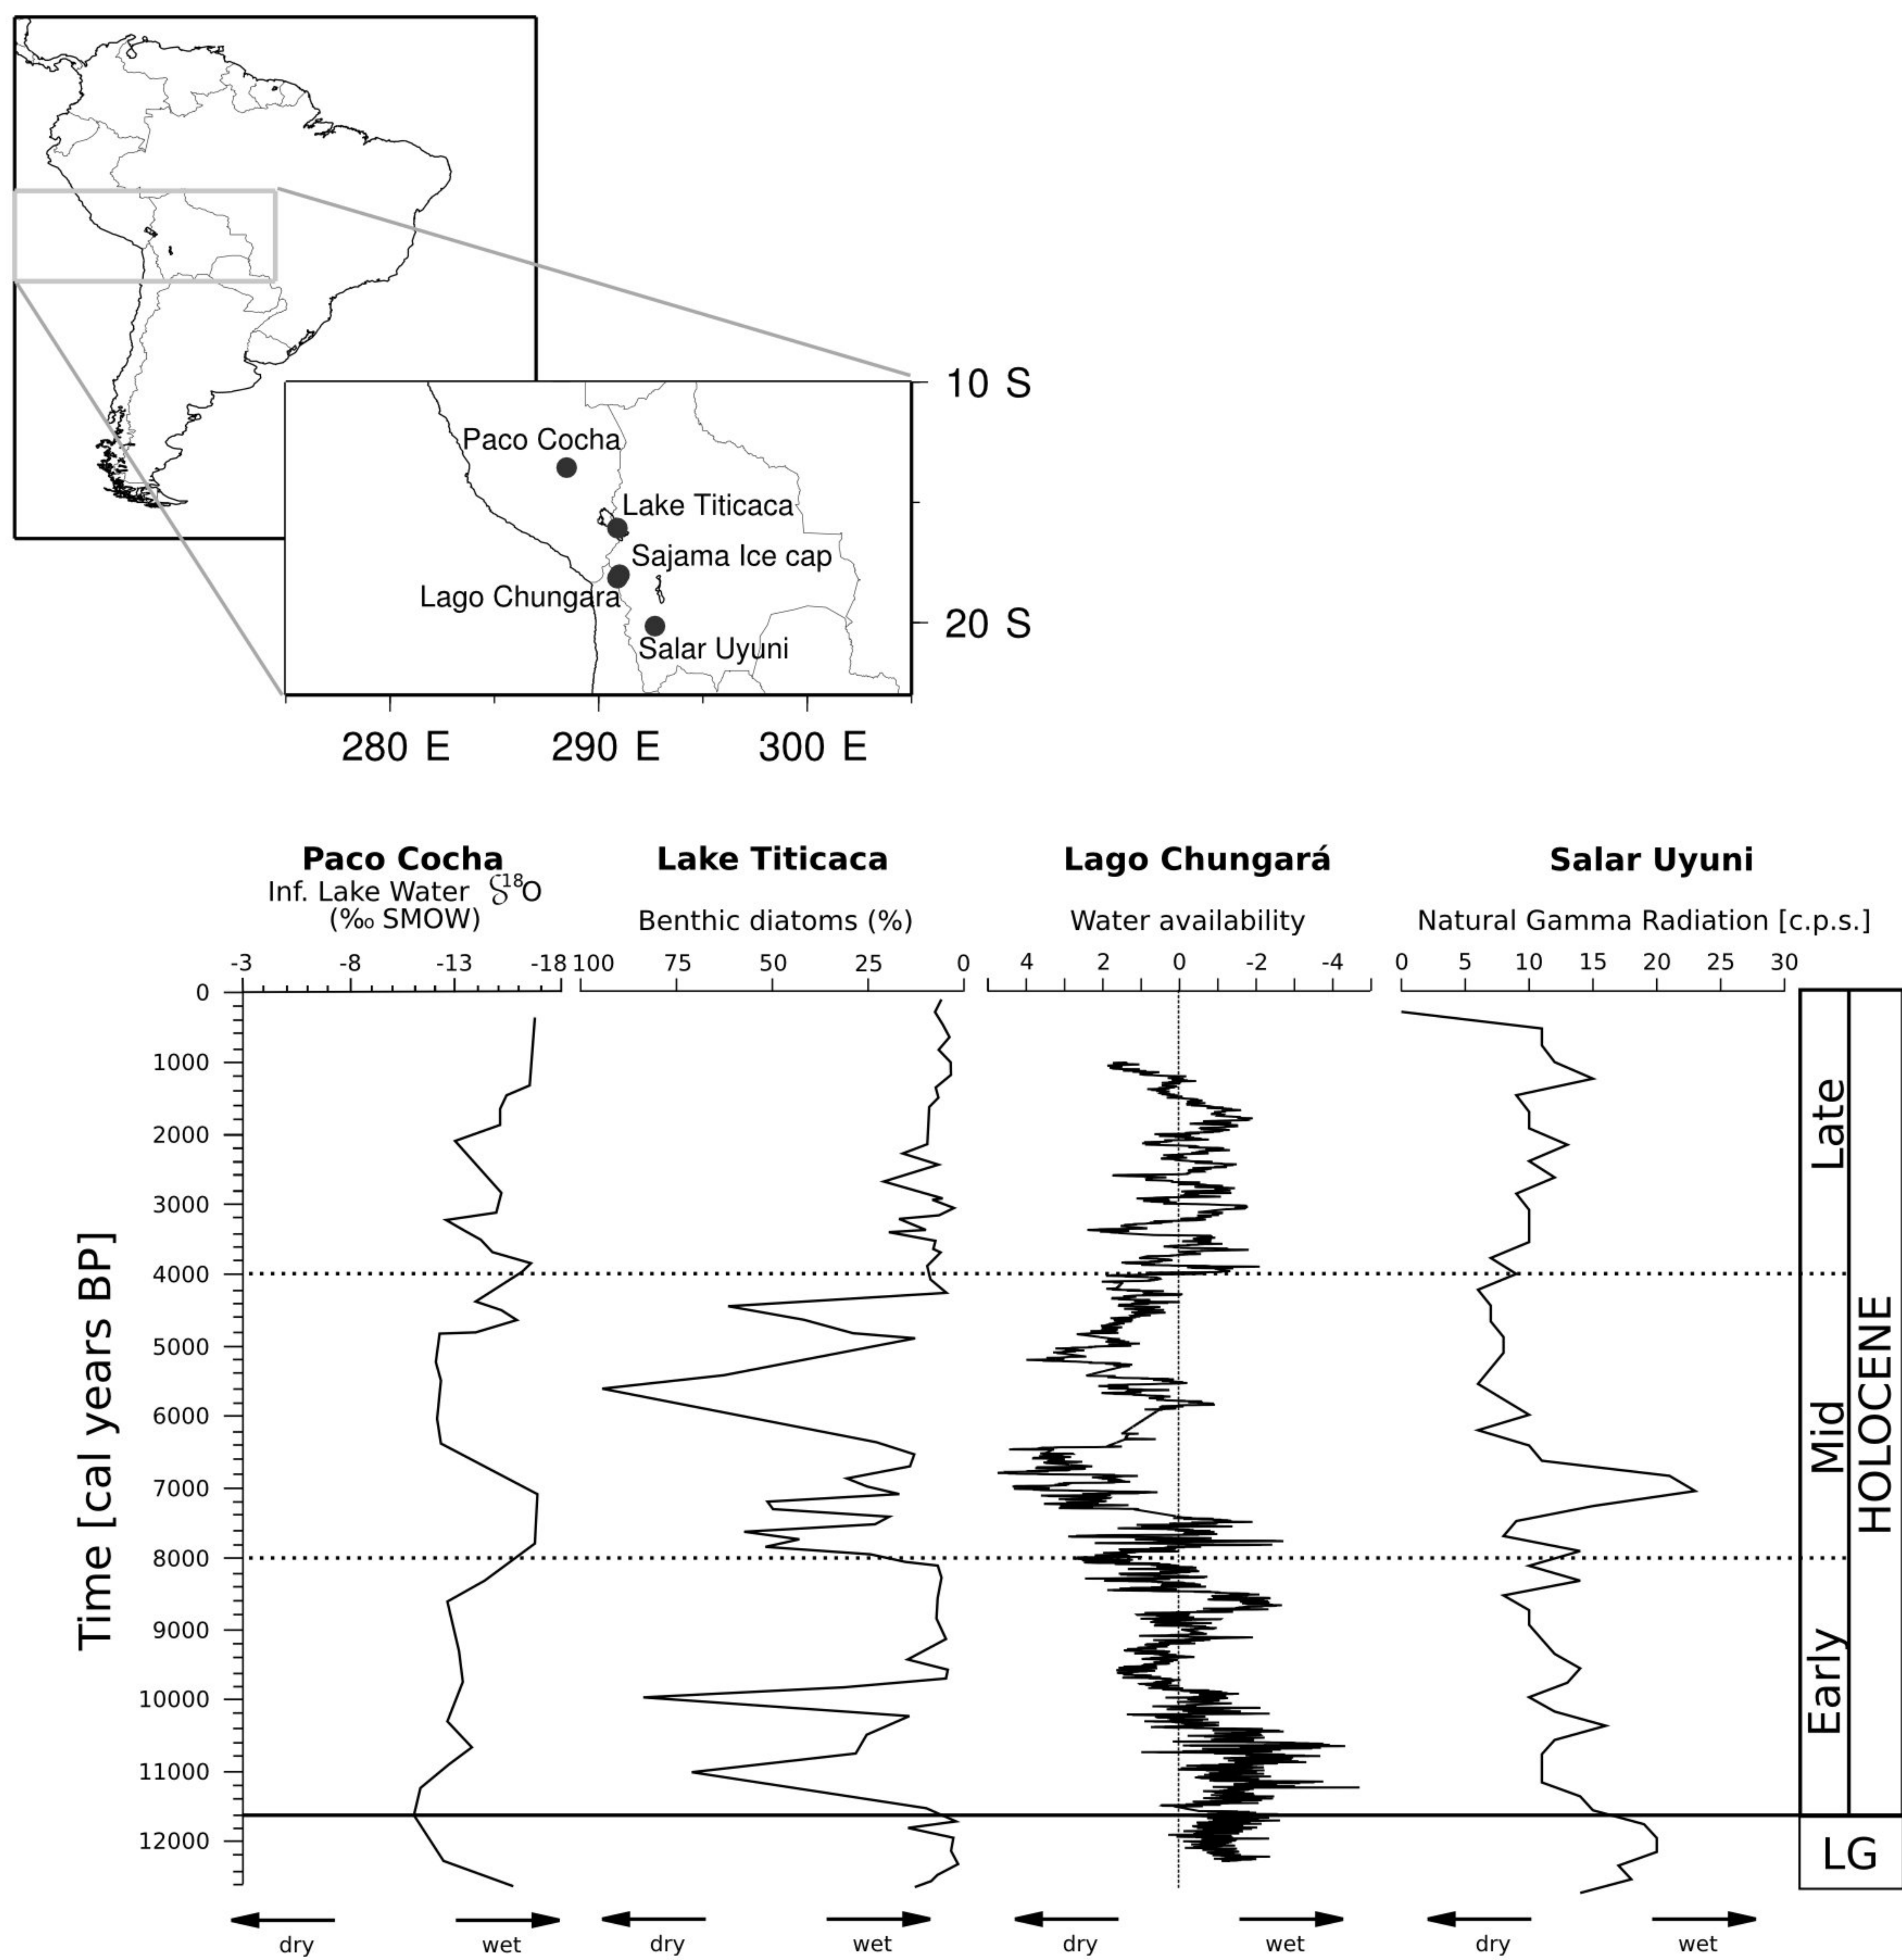 10 S
Paco Cocha
Lake Titicaca
Sajama Ice cap
Lago Chungara
20 S
Salar Uyuni
280 E 290 E 300 E
Paco Cocha Lake Titicaca Lago Chungará Salar Uyuni
Inf. Lake Water δ18O
(‰ SMOW) Benthic diatoms (%) Water availability Natural Gamma Radiation [c.p.s.]
-3 -8 -13 -18 100 75 50 25 0 4 2 0 -2 -4 0 5 10 15 20 25 30
0
1000
2000
3000
4000
5000
6000
7000
8000
9000
10000
11000
12000
Time [cal years BP]
Late
Mid
Early
HOLOCENE
LG
dry wet dry wet dry wet dry wet